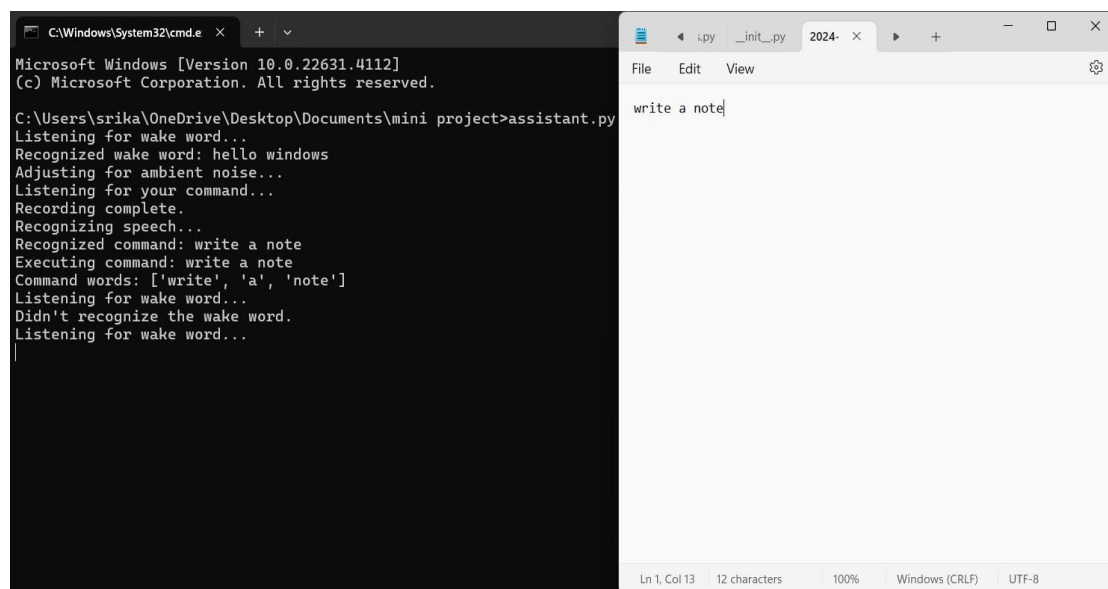 C:\Windows\System32\cmd.e
Microsoft Windows [Version 10.0.22631.4112]
(c) Microsoft Corporation. All rights reserved.
C:\Users\srika\OneDrive\Desktop\Documents\mini project>assistant.py
Listening for wake word...
Recognized wake word: hello windows
Adjusting for ambient noise...
Listening for your command...
Recording complete.
Recognizing speech...
Recognized command: write a note
Executing command: write a note
Command words: ['write', 'a', 'note']
Listening for wake word...
Didn't recognize the wake word.
Listening for wake word...
.py __init__.py 2024-
File Edit View
write a note
Ln 1, Col 13 12 characters 100% Windows (CRLF) UTF-8